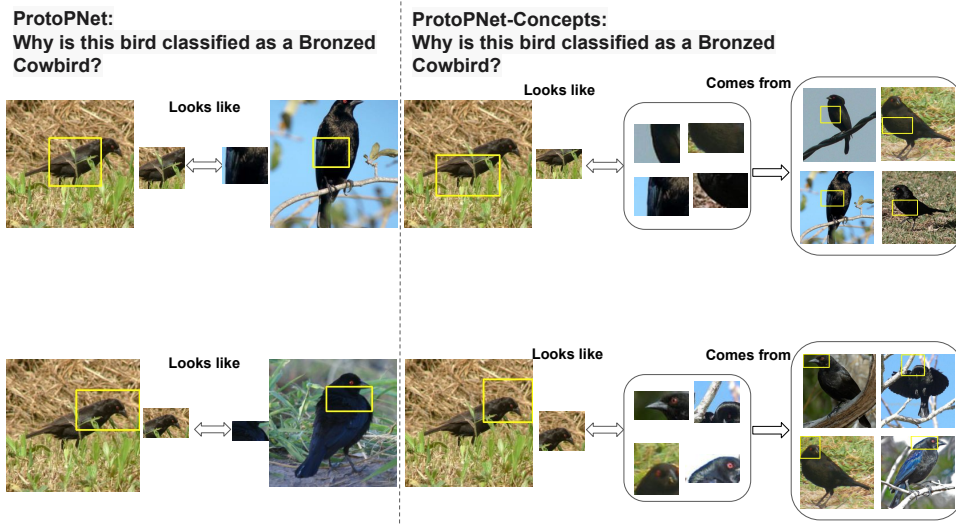 ProtoPNet:
Why is this bird classified as a Bronzed
Cowbird?
Looks like
Looks like
ProtoPNet-Concepts:
Why is this bird classified as a Bronzed
Cowbird?
Looks like
Comes from
Looks like
Comes from